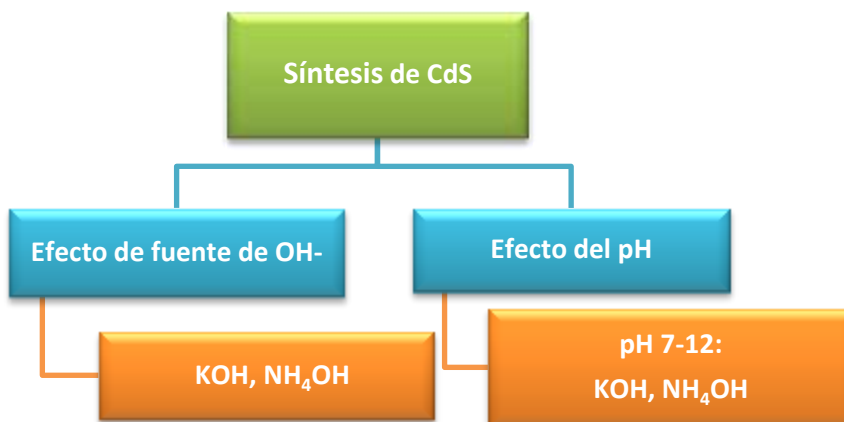 Síntesis de CdS
Efecto de fuente de OH-
Efecto del pH
KOH, NH₄OH
pH 7-12:
KOH, NH₄OH